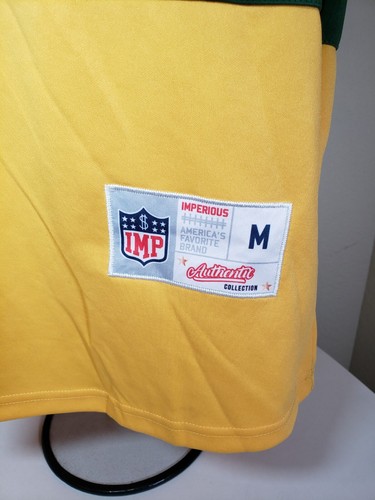 $
IMP
IMPERIOUS
AMERICA'S
FAVORITE
BRAND
M
Authentic
COLLECTION